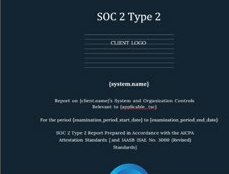 SOC 2 Type 2
CLIENT LOGO
{system.name}
Report on {client.name}'s System and Organization Controls
Relevant to {applicable_tsc}
For the period {examination_period_start_date} to {examination_period_end_date}
SOC 2 Type 2 Report Prepared in Accordance with the AICPA
Attestation Standards [and IAASB ISAE No. 3000 (Revised)
Standards]